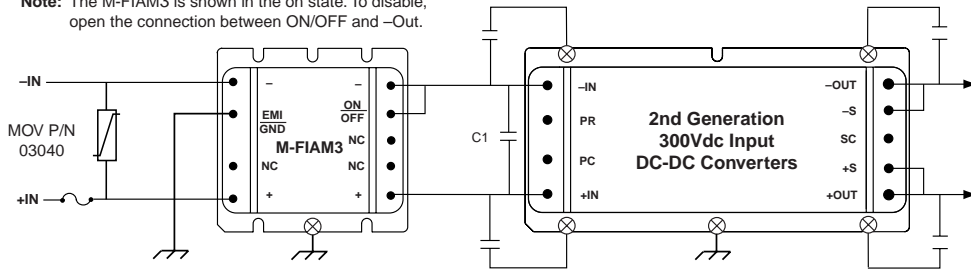 Note: The M-FIAM3 is shown in the on state. To disable,
open the connection between ON/OFF and –Out.
–IN
MOV P/N
03040
+IN
–
–
EMI
GND
ON
OFF
M-FIAM3
NC
NC
NC
+
+
C1
–IN
PR
PC
+IN
2nd Generation
300Vdc Input
DC-DC Converters
–OUT
–S
SC
+S
+OUT